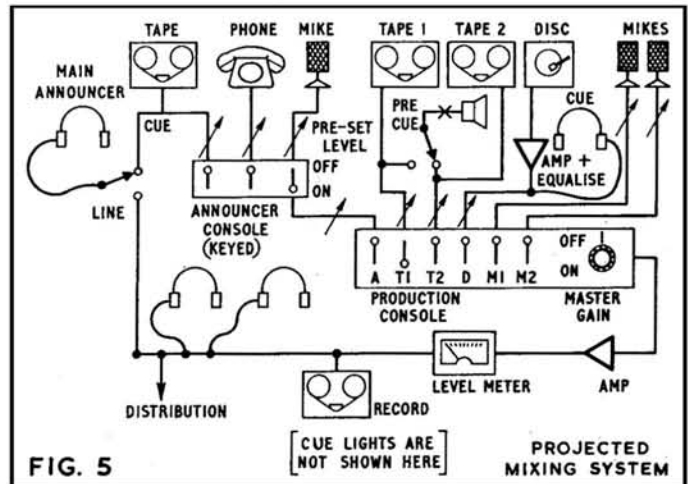 TAPE
PHONE
MIKE
TAPE 1
TAPE 2
DISC
MIKES
MAIN
ANNOUNCER
CUE
PRE
CUE
CUE
PRE-SET
LEVEL
OFF
ON
AMP +
EQUALISE
LINE
ANNOUNCER
CONSOLE
(KEYED)
OFF
ON
A T1 T2 D M1 M2
PRODUCTION
CONSOLE
MASTER
GAIN
LEVEL METER
AMP
DISTRIBUTION
RECORD
[CUE LIGHTS ARE
NOT SHOWN HERE]
FIG. 5
PROJECTED
MIXING SYSTEM